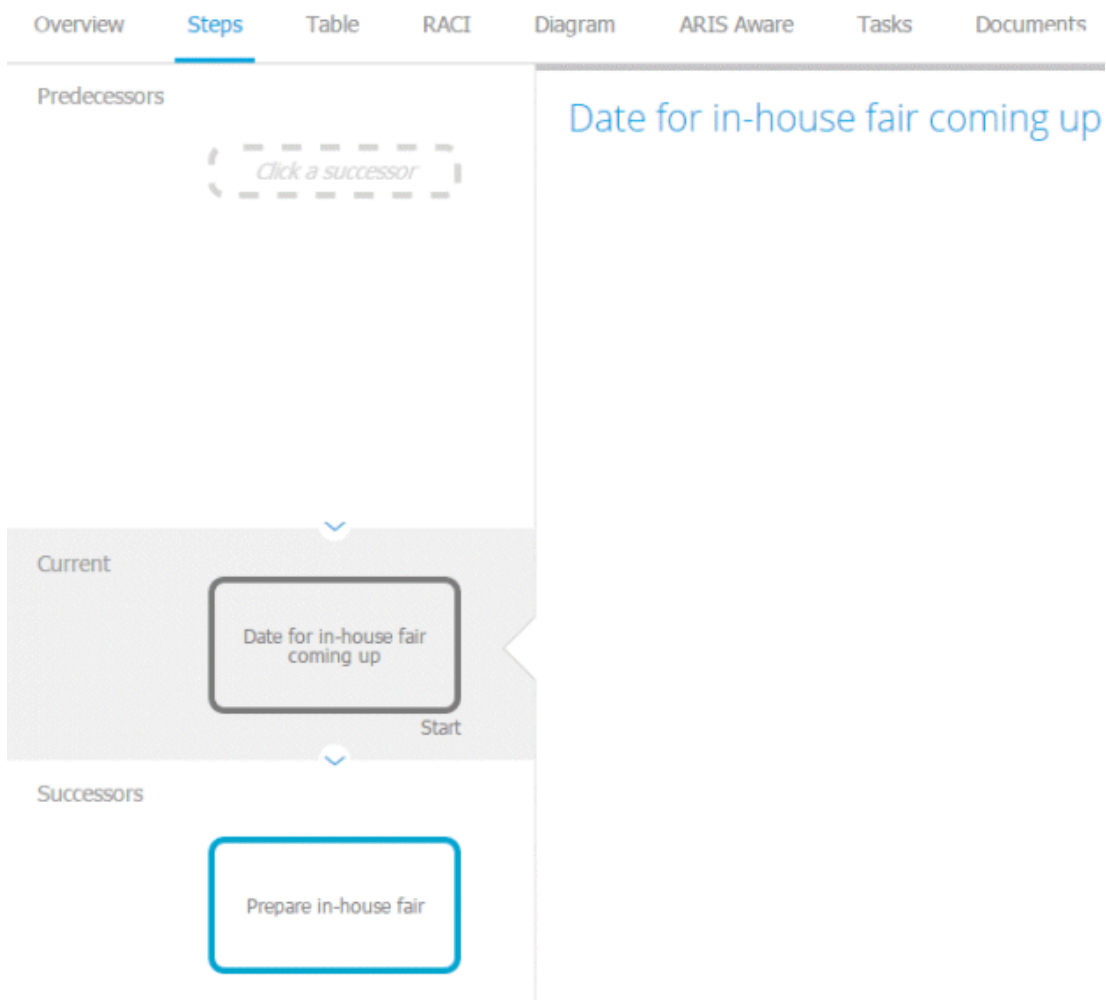 Overview Steps Table RACI Diagram ARIS Aware Tasks Documents
Predecessors
Click a successor
Date for in-house fair coming up
Current
Date for in-house fair
coming up
Start
Successors
Prepare in-house fair